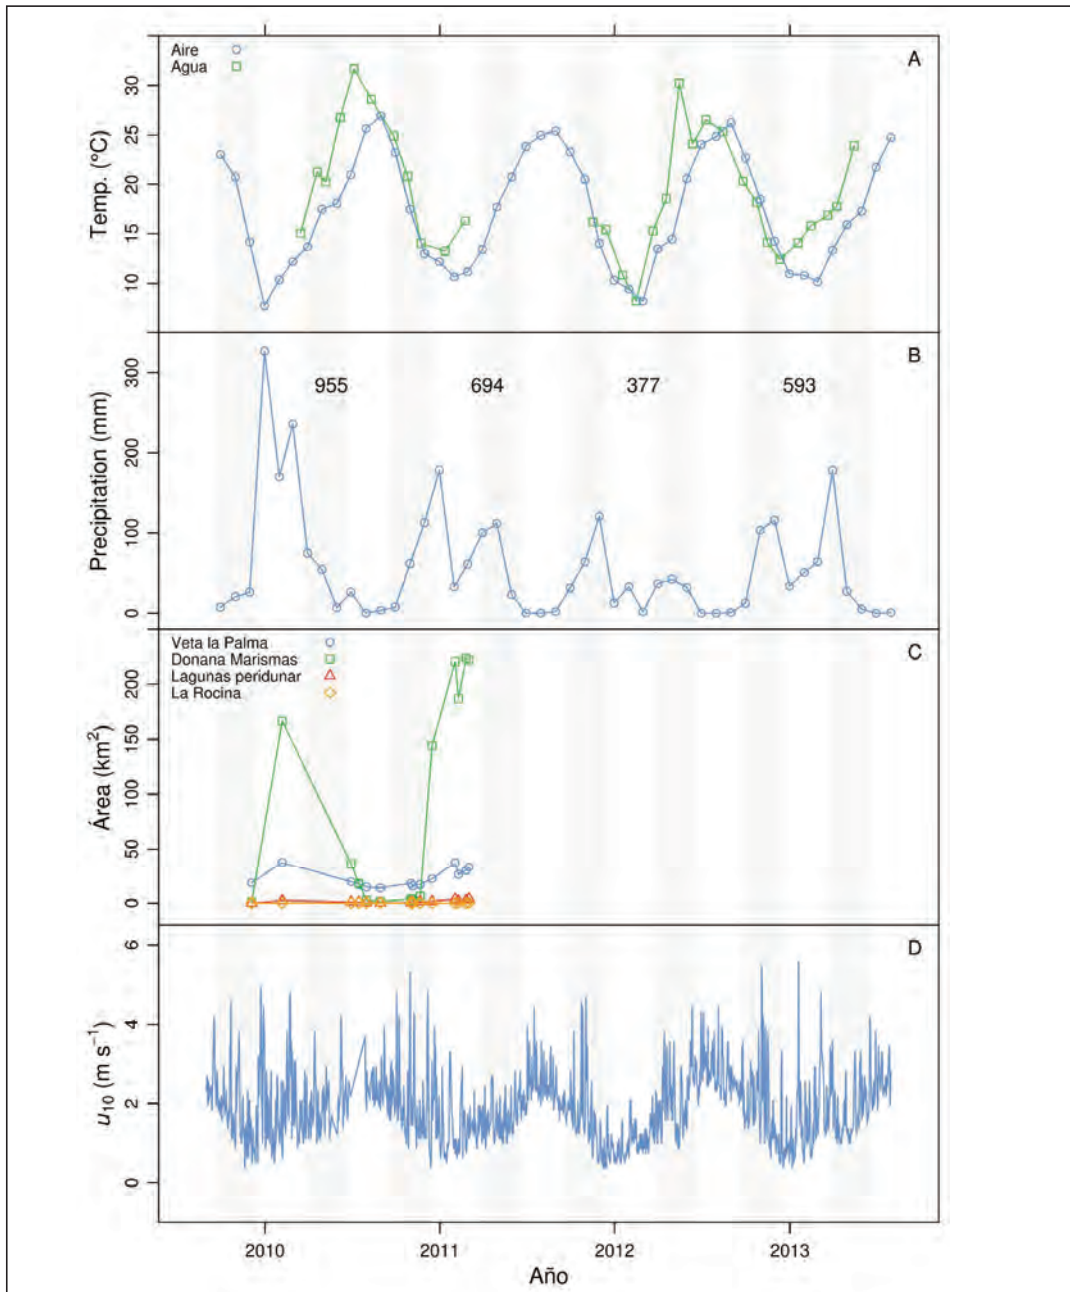 A
Aire
Agua
Temp. (°C)
30
25
20
15
10
B
955 694 377 593
Precipitation (mm)
300
200
100
0
C
Veta la Palma
Donana Marismas
Lagunas peridunar
La Rocina
Área (km²)
200
150
100
50
0
D
u₁₀ (m s⁻¹)
6
4
2
0
2010 2011 2012 2013
Año